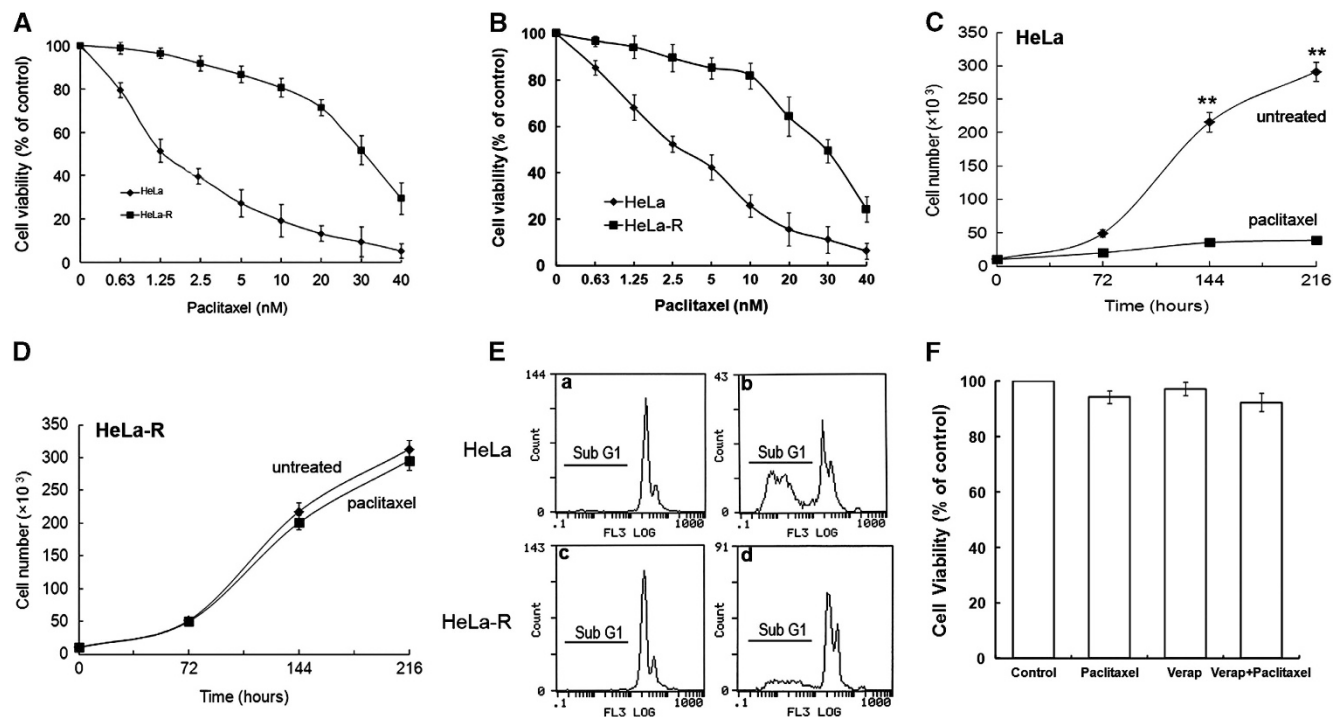 A
Cell viability (% of control)
100
80
60
40
20
0
HeLa
HeLa-R
0 0.63 1.25 2.5 5 10 20 30 40
Paclitaxel (nM)
B
Cell viability (% of control)
100
80
60
40
20
0
HeLa
HeLa-R
0 0.63 1.25 2.5 5 10 20 30 40
Paclitaxel (nM)
C
HeLa
Cell number (×10³)
350
300
250
200
150
100
50
0
**
**
untreated
paclitaxel
0 72 144 216
Time (hours)
D
HeLa-R
Cell number (×10³)
350
300
250
200
150
100
50
0
untreated
paclitaxel
0 72 144 216
Time (hours)
E
HeLa
144
a
Count
Sub G1
0
.1 1000
FL3 LOG
43
b
Count
Sub G1
0
.1 1000
FL3 LOG
HeLa-R
143
c
Count
Sub G1
0
.1 1000
FL3 LOG
91
d
Count
Sub G1
0
.1 1000
FL3 LOG
F
Cell Viability (% of control)
100
80
60
40
20
0
Control Paclitaxel Verap Verap+Paclitaxel